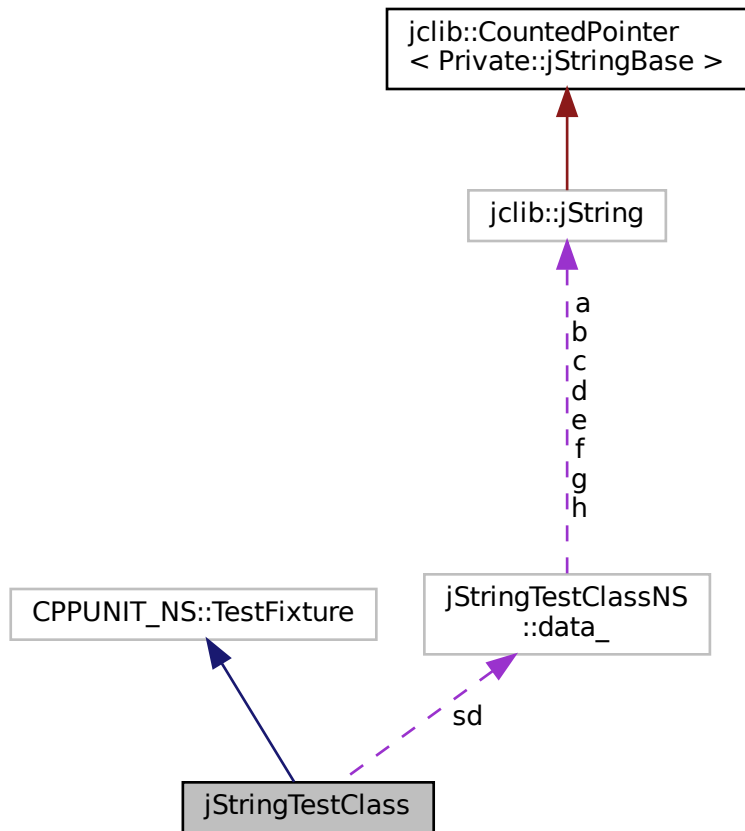 jclib::CountedPointer
< Private::jStringBase >
jclib::jString
a
b
c
d
e
f
g
h
CPPUNIT_NS::TestFixture
jStringTestClassNS
::data_
sd
jStringTestClass